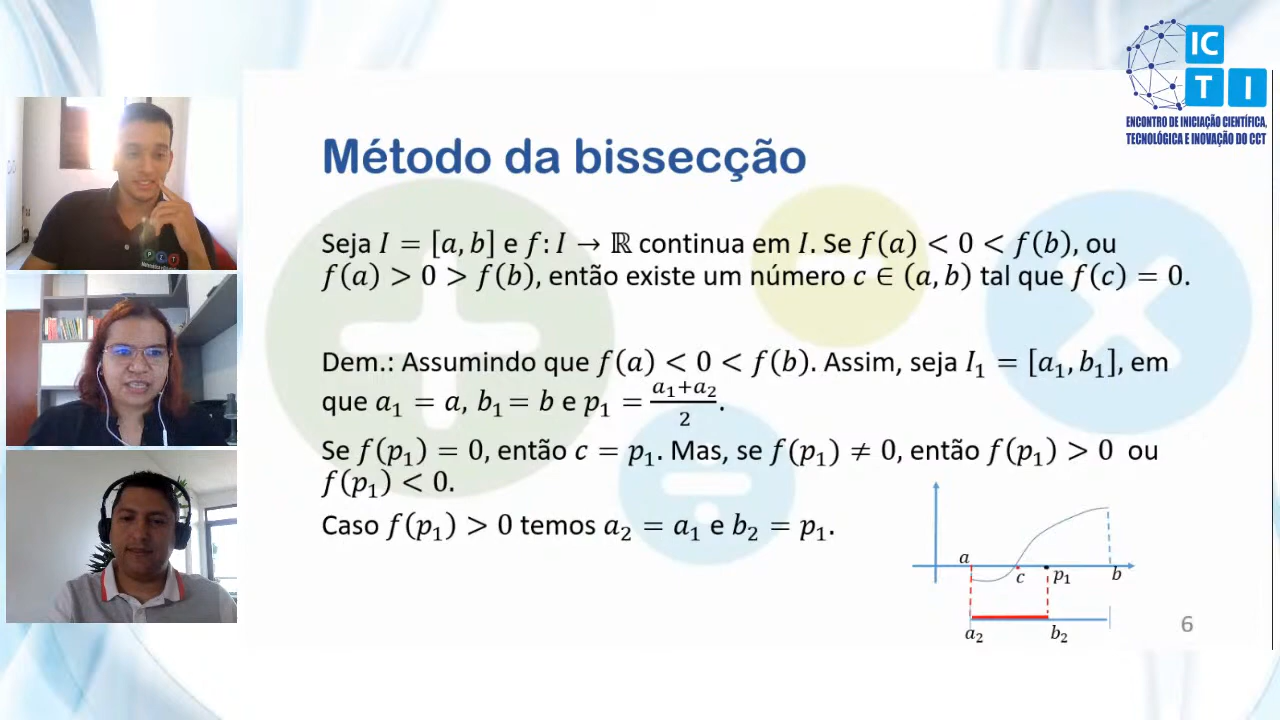 IC
T I
ENCONTRO DE INICIAÇÃO CIENTÍFICA,
TECNOLÓGICA E INOVAÇÃO DO CCT
Método da bissecção
Seja I = [a, b] e f: I → ℝ continua em I. Se f(a) < 0 < f(b), ou
f(a) > 0 > f(b), então existe um número c ∈ (a, b) tal que f(c) = 0.
Dem.: Assumindo que f(a) < 0 < f(b). Assim, seja I₁ = [a₁, b₁], em
que a₁ = a, b₁ = b e p₁ = (a₁+a₂)/2.
Se f(p₁) = 0, então c = p₁. Mas, se f(p₁) ≠ 0, então f(p₁) > 0 ou
f(p₁) < 0.
Caso f(p₁) > 0 temos a₂ = a₁ e b₂ = p₁.
a
c p₁ b
a₂ b₂
6